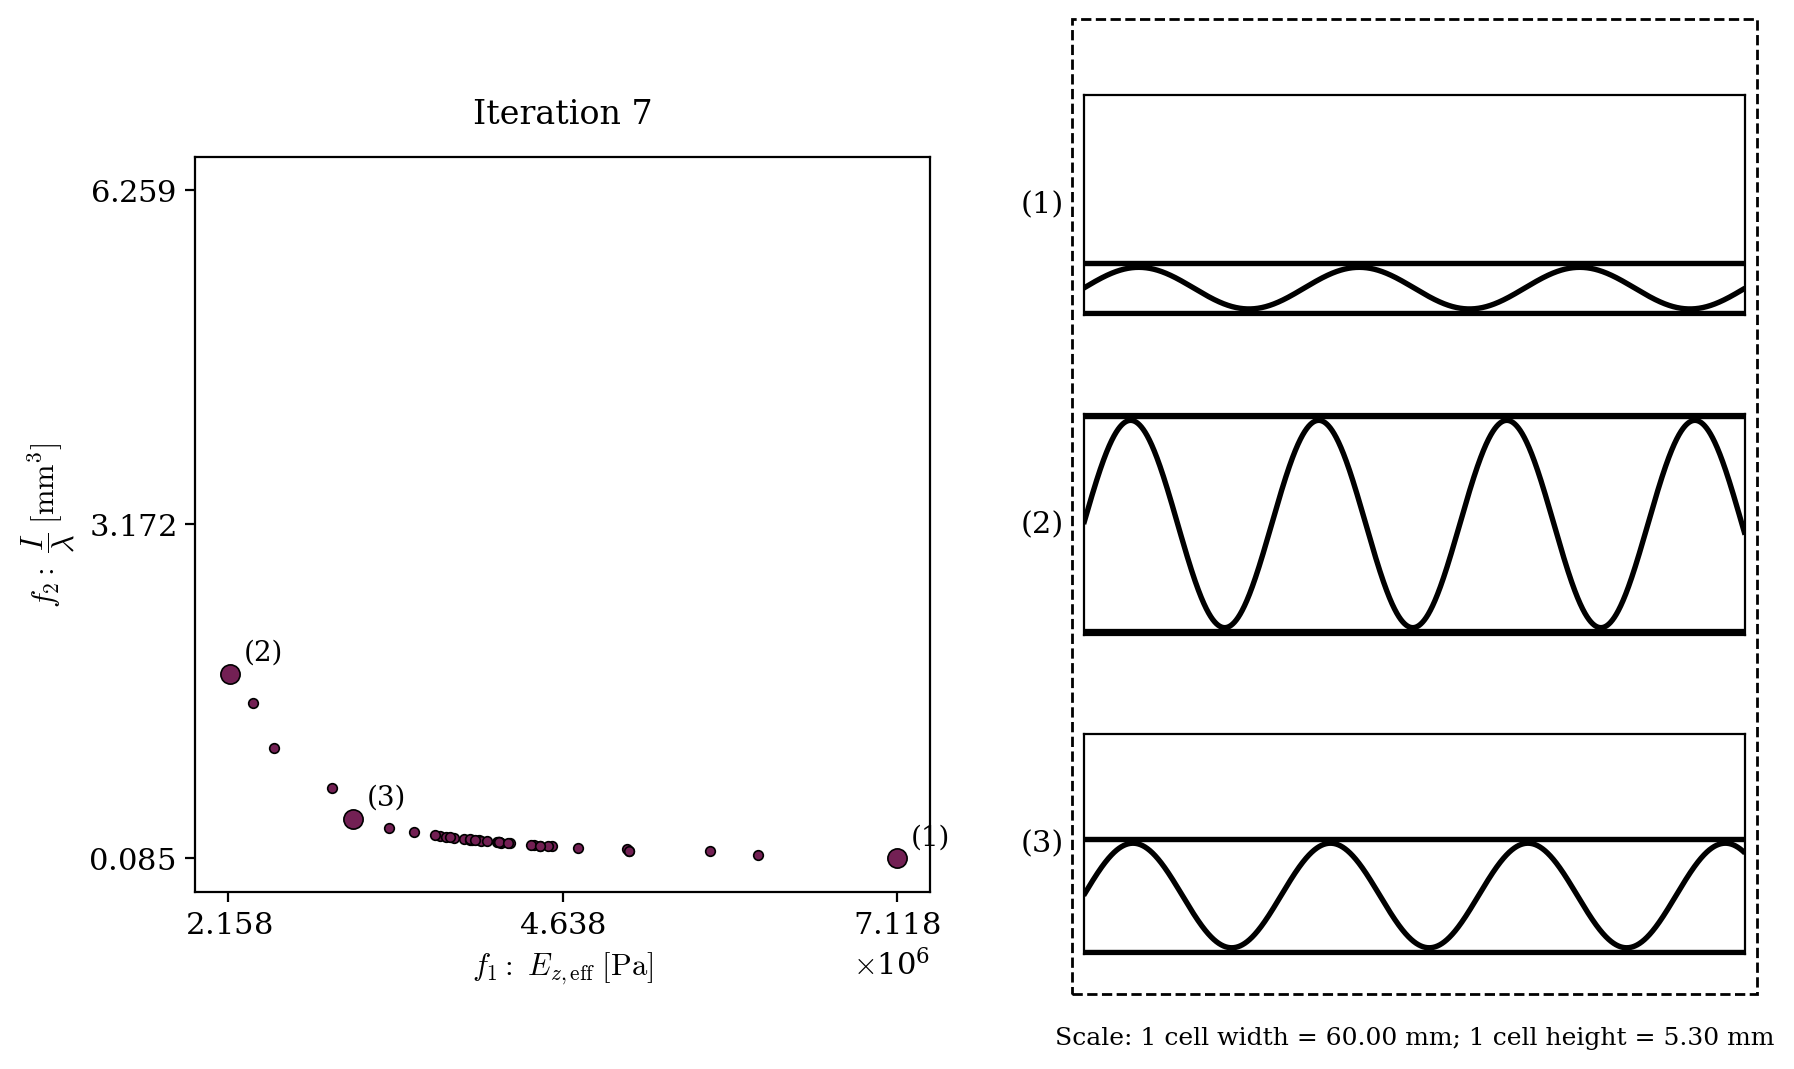 Iteration 7
6.259
3.172
0.085
f₂ : I/λ [mm³]
(2)
(3)
(1)
2.158 4.638 7.118
×10⁶
f₁ : E_{z,eff} [Pa]
(1)
(2)
(3)
Scale: 1 cell width = 60.00 mm; 1 cell height = 5.30 mm